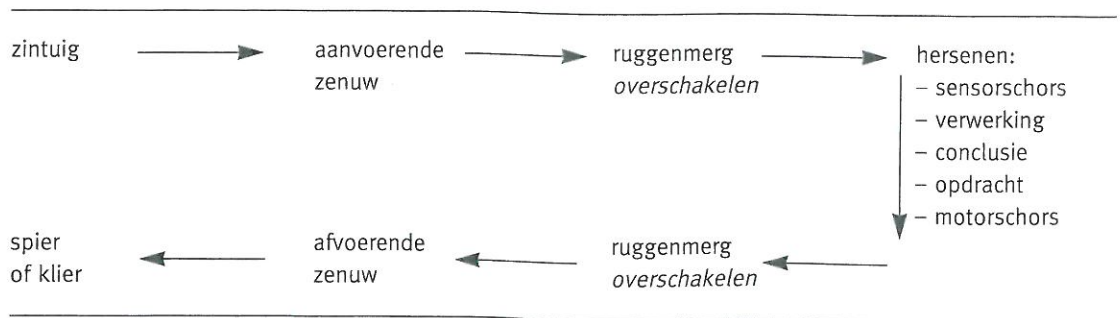 zintuig
aanvoerende
zenuw
ruggenmerg
overschakelen
hersenen:
– sensorschors
– verwerking
– conclusie
– opdracht
– motorschors
spier
of klier
afvoerende
zenuw
ruggenmerg
overschakelen